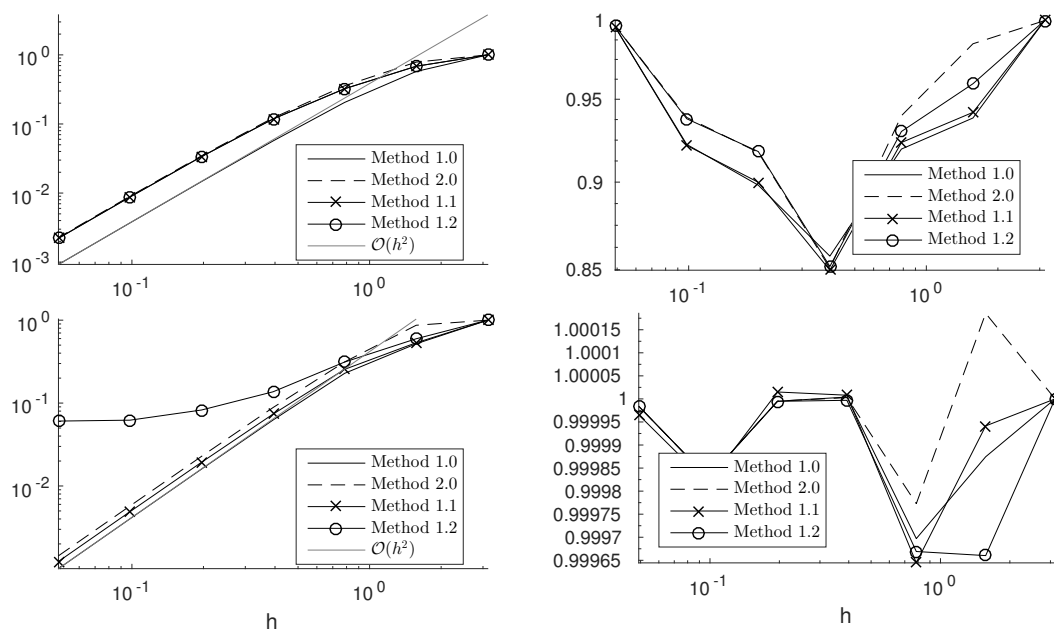 10^0
10^-1
10^-2
10^-3
10^-1
10^0
Method 1.0
Method 2.0
Method 1.1
Method 1.2
O(h^2)
1
0.95
0.9
0.85
10^-1
10^0
Method 1.0
Method 2.0
Method 1.1
Method 1.2
10^0
10^-1
10^-2
10^-1
10^0
h
Method 1.0
Method 2.0
Method 1.1
Method 1.2
O(h^2)
1.00015
1.0001
1.00005
1
0.99995
0.9999
0.99985
0.9998
0.99975
0.9997
0.99965
10^-1
10^0
h
Method 1.0
Method 2.0
Method 1.1
Method 1.2